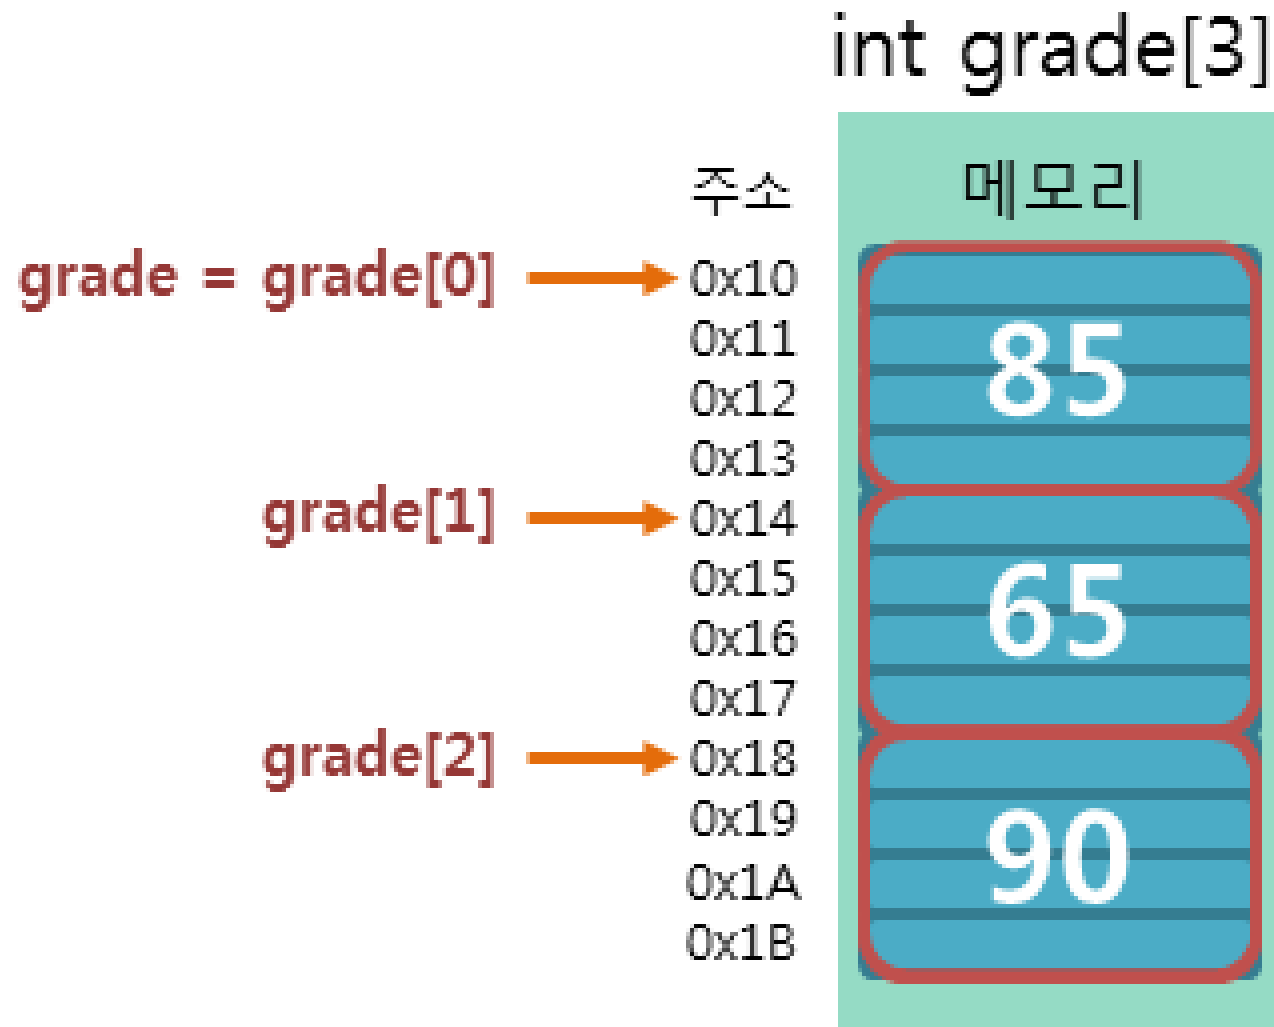 int grade[3]
주소 메모리
grade = grade[0] 0x10
0x11
85
0x12
0x13
grade[1] 0x14
0x15
65
0x16
0x17
grade[2] 0x18
0x19
90
0x1A
0x1B